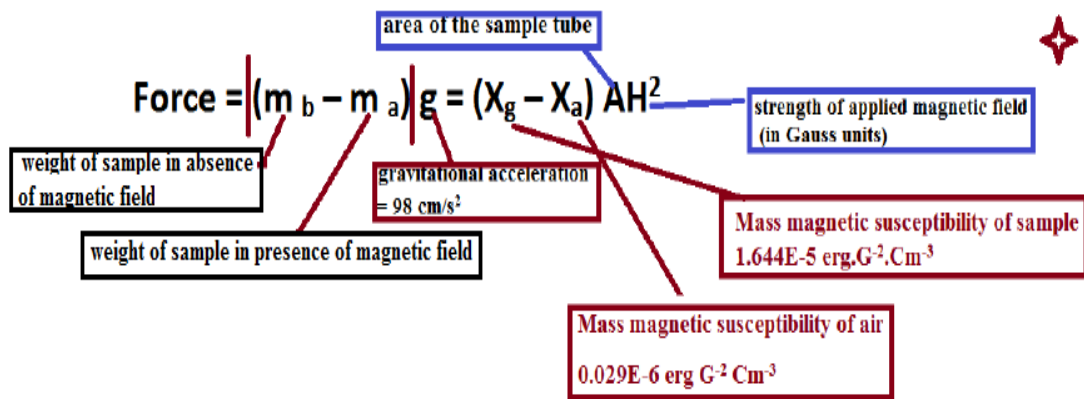 area of the sample tube
Force = |(m b – m a)| g = (Xg – Xa) AH²
strength of applied magnetic field
(in Gauss units)
weight of sample in absence
of magnetic field
gravitational acceleration
= 98 cm/s²
weight of sample in presence of magnetic field
Mass magnetic susceptibility of sample
1.644E-5 erg.G⁻².Cm⁻³
Mass magnetic susceptibility of air
0.029E-6 erg G⁻² Cm⁻³